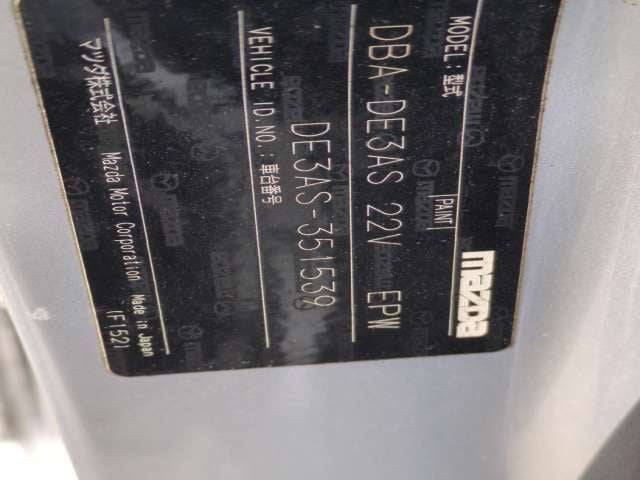 mazda
MODEL: 型式 PAINT
DBA-DE3AS 22V EPW
DE3AS-351539
VEHICLE ID. NO.: 車台番号
マツダ株式会社 Mazda Motor Corporation Made in Japan
(F152)